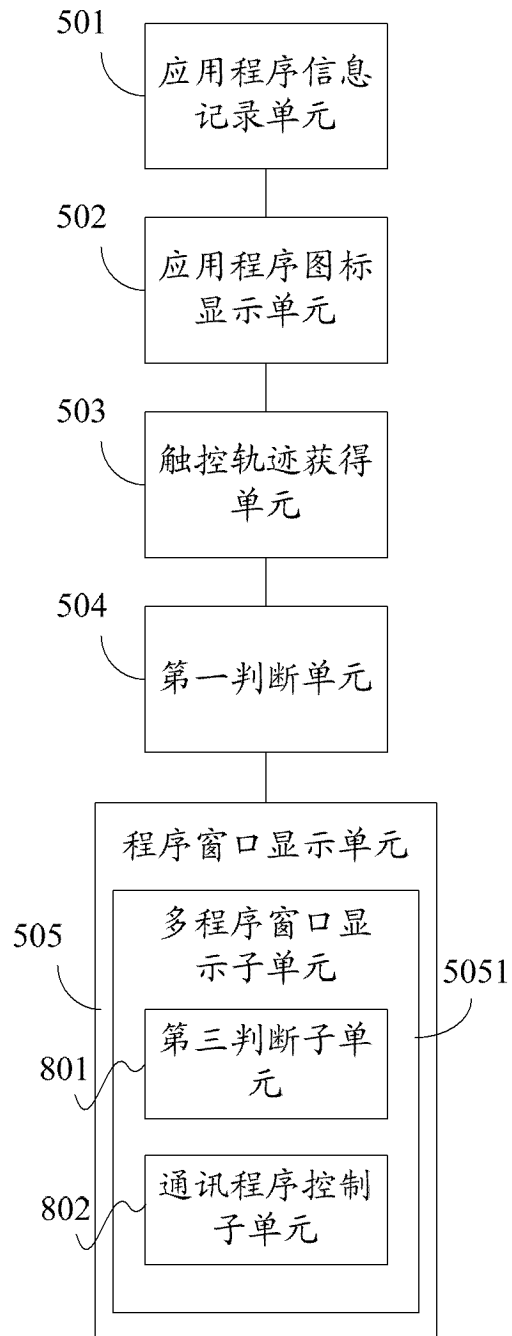 501
应用程序信息
记录单元
502
应用程序图标
显示单元
503
触控轨迹获得
单元
504
第一判断单元
程序窗口显示单元
505
多程序窗口显
示子单元
5051
801
第三判断子单
元
802
通讯程序控制
子单元